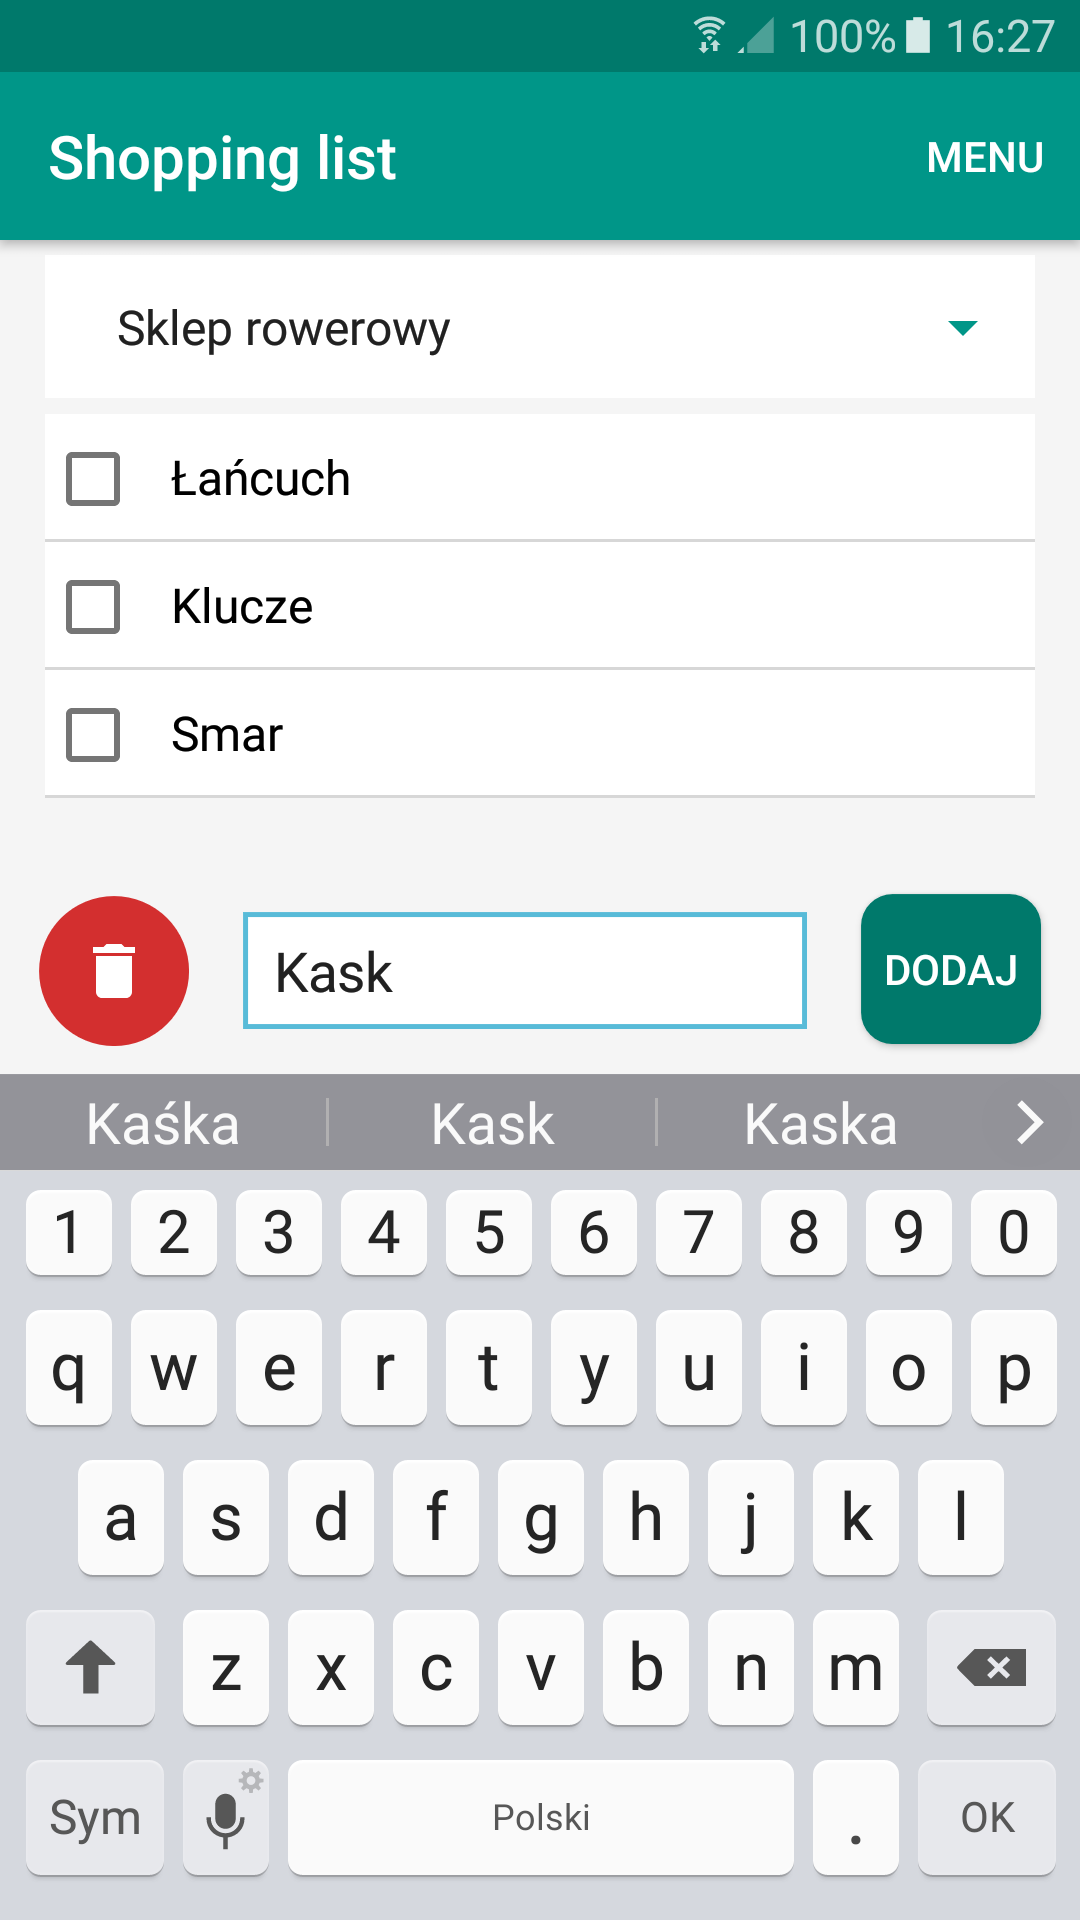 100% 16:27
Shopping list MENU
Sklep rowerowy
Łańcuch
Klucze
Smar
Kask DODAJ
Kaśka Kask Kaska
1 2 3 4 5 6 7 8 9 0
q w e r t y u i o p
a s d f g h j k l
z x c v b n m
Sym Polski . OK